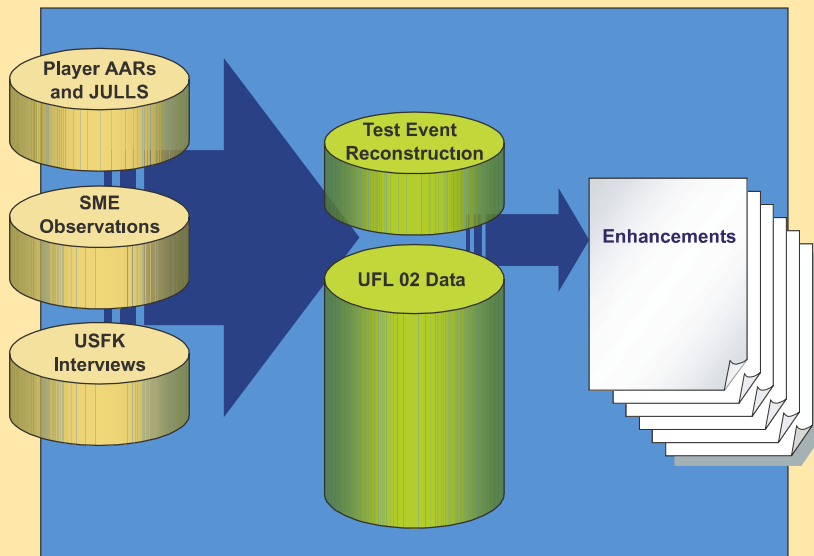 Player AARs
and JULLS
SME
Observations
USFK
Interviews
Test Event
Reconstruction
UFL 02 Data
Enhancements